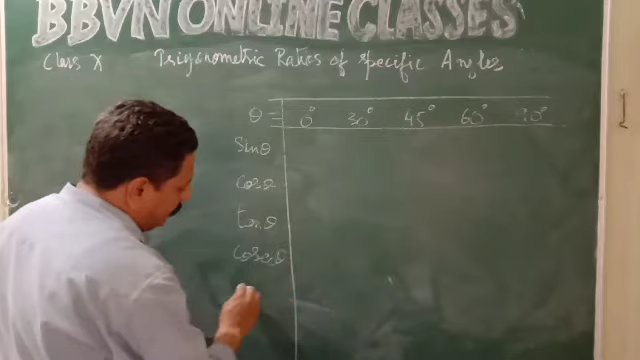 BBVN ONLINE CLASSES
Class X Trigonometric Ratios of specific Angles
θ = 0° 30° 45° 60° 90°
Sinθ
Cosθ
tanθ
Cosecθ